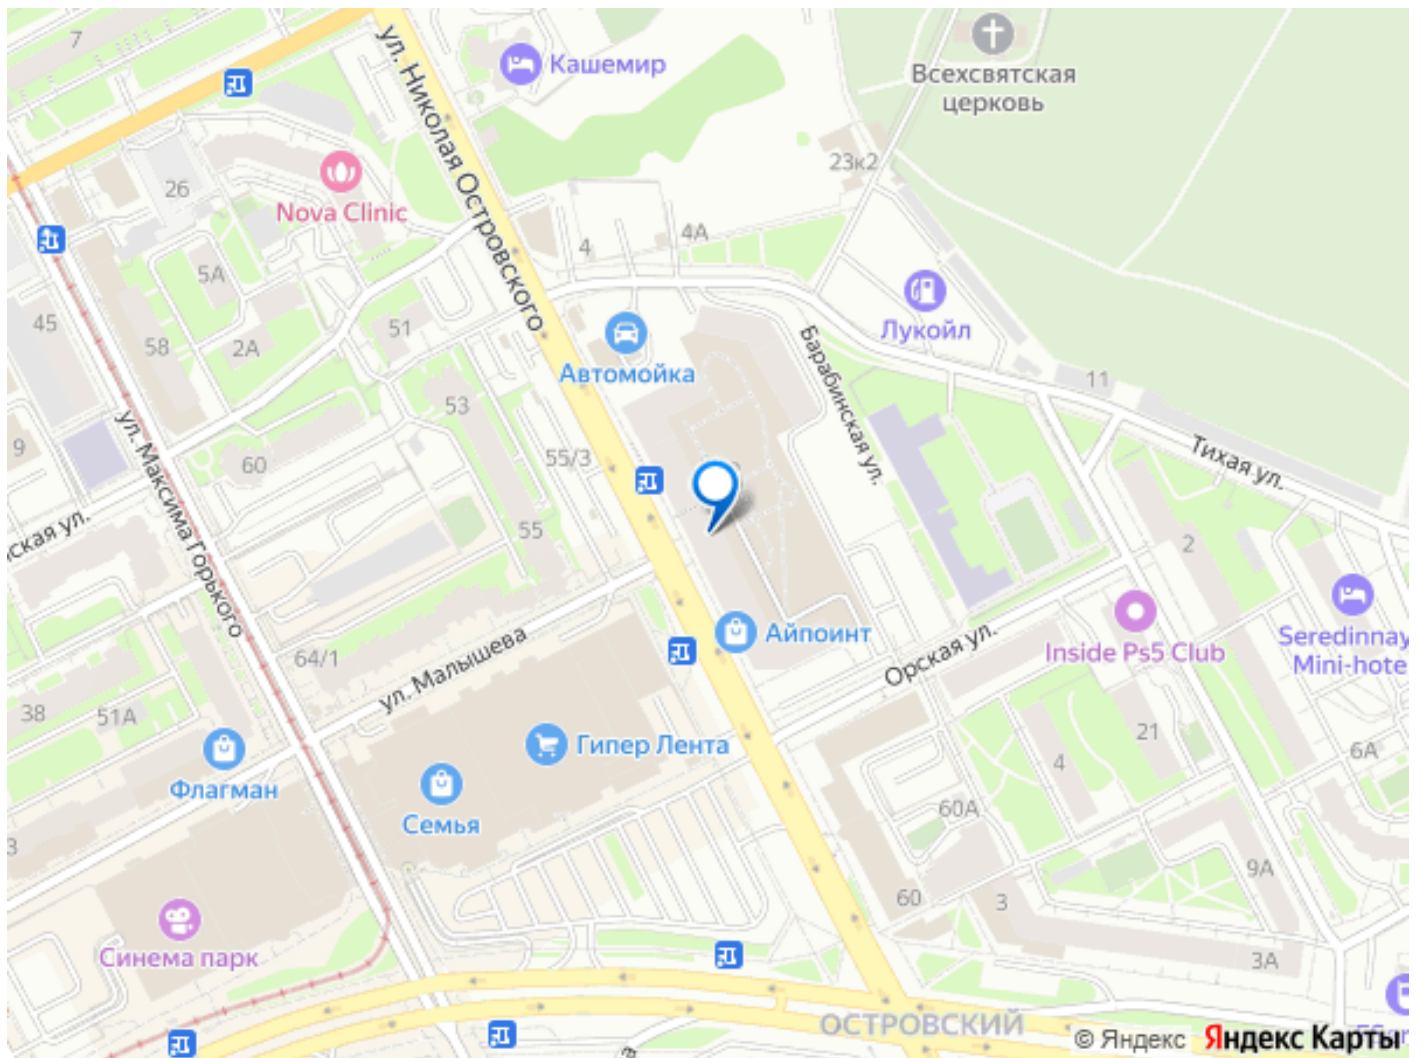 7
ул. Николая Островского
Кашемир
Всехсвятская
церковь
23к2
26
Nova Clinic
4
4А
5А
45
58
2А
51
Автомойка
Лукойл
Барабинская ул.
11
Тихая ул.
53
9
60
55/3
ул. Максима Горького
ская ул.
55
2
64/1
ул. Малышева
Айпоинт
Орская ул.
Inside Ps5 Club
Seredinnay
Mini-hote
38
51А
Флагман
Гипер Лента
21
4
6А
Семья
60А
3
9А
60
3
Синема парк
3А
ОСТРОВСКИЙ
© Яндекс Яндекс Карты